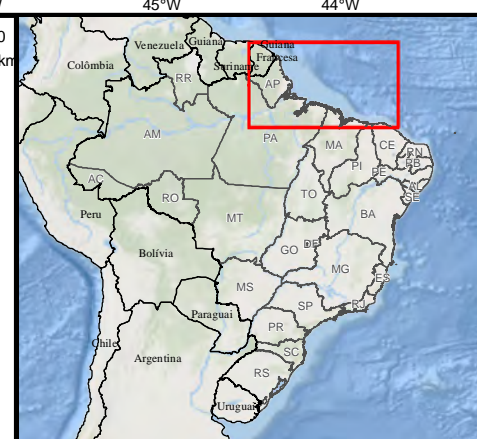 45°W 44°W
0
km
Venezuela
Guiana
Suriname
Guiana
Francesa
Colômbia
RR
AP
AM
PA
MA
CE
RN
PB
PI
PE
AL
SE
AC
RO
TO
BA
Peru
MT
Bolívia
GO
DF
MG
ES
MS
SP
RJ
Paraguai
PR
SC
Chile
Argentina
RS
Uruguai